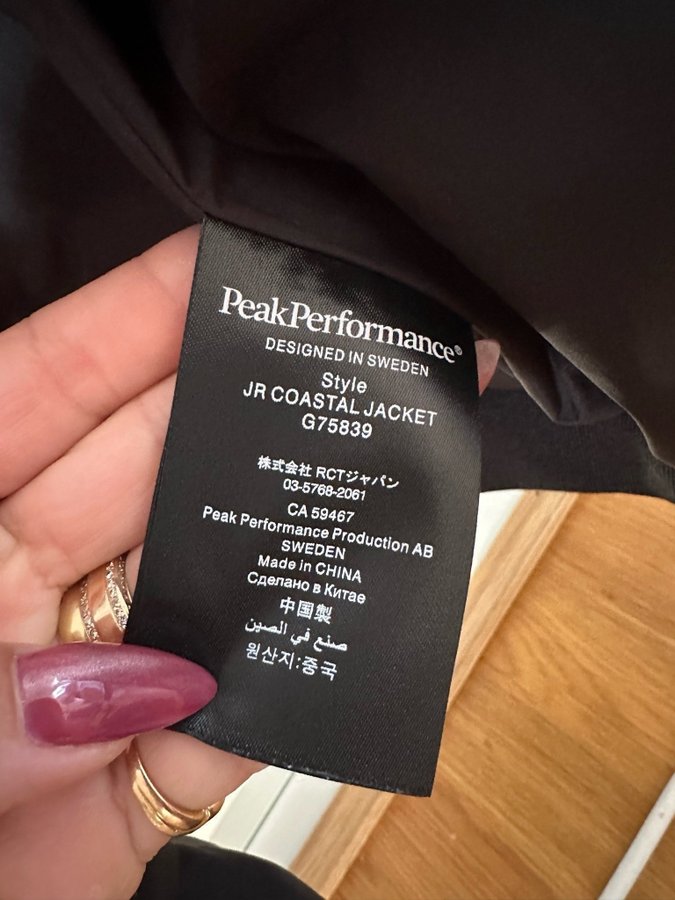 PeakPerformance®
DESIGNED IN SWEDEN
Style
JR COASTAL JACKET
G75839
株式会社 RCTジャパン
03-5768-2061
CA 59467
Peak Performance Production AB
SWEDEN
Made in CHINA
Сделано в Китае
中国製
صنع في الصين
원산지:중국